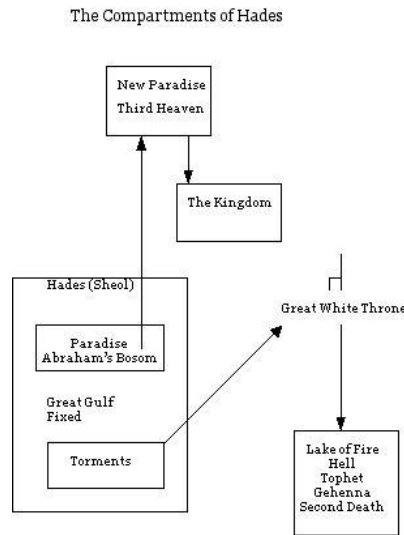 The Compartments of Hades
New Paradise
Third Heaven
The Kingdom
Hades (Sheol)
Paradise
Abraham's Bosom
Great White Throne
Great Gulf
Fixed
Torments
Lake of Fire
Hell
Tophet
Gehenna
Second Death